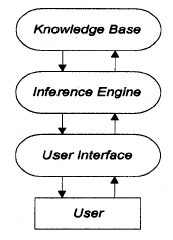 Knowledge Base
Inference Engine
User Interface
User